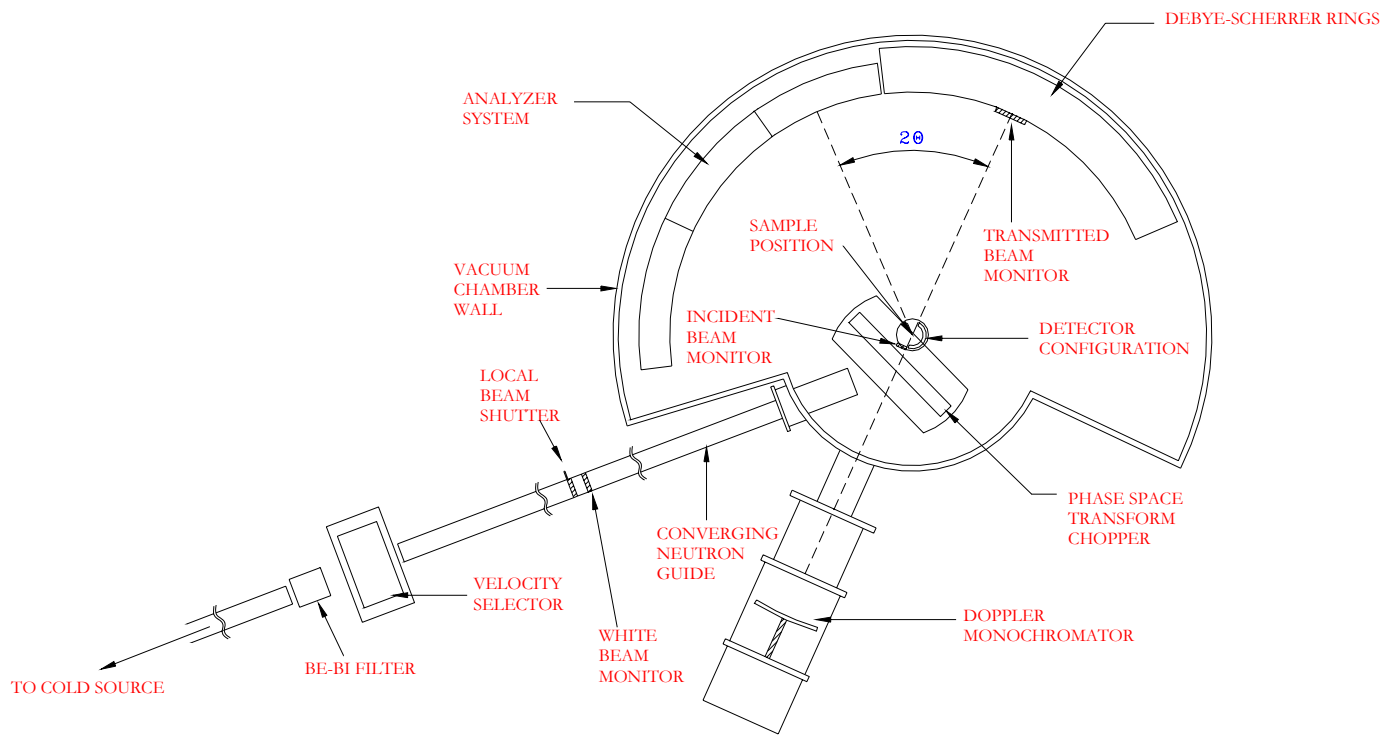 DEBYE-SCHERRER RINGS
ANALYZER
SYSTEM
2Θ
SAMPLE
POSITION
TRANSMITTED
BEAM
MONITOR
VACUUM
CHAMBER
WALL
INCIDENT
BEAM
MONITOR
DETECTOR
CONFIGURATION
LOCAL
BEAM
SHUTTER
PHASE SPACE
TRANSFORM
CHOPPER
CONVERGING
NEUTRON
GUIDE
VELOCITY
SELECTOR
DOPPLER
MONOCHROMATOR
WHITE
BEAM
MONITOR
BE-BI FILTER
TO COLD SOURCE